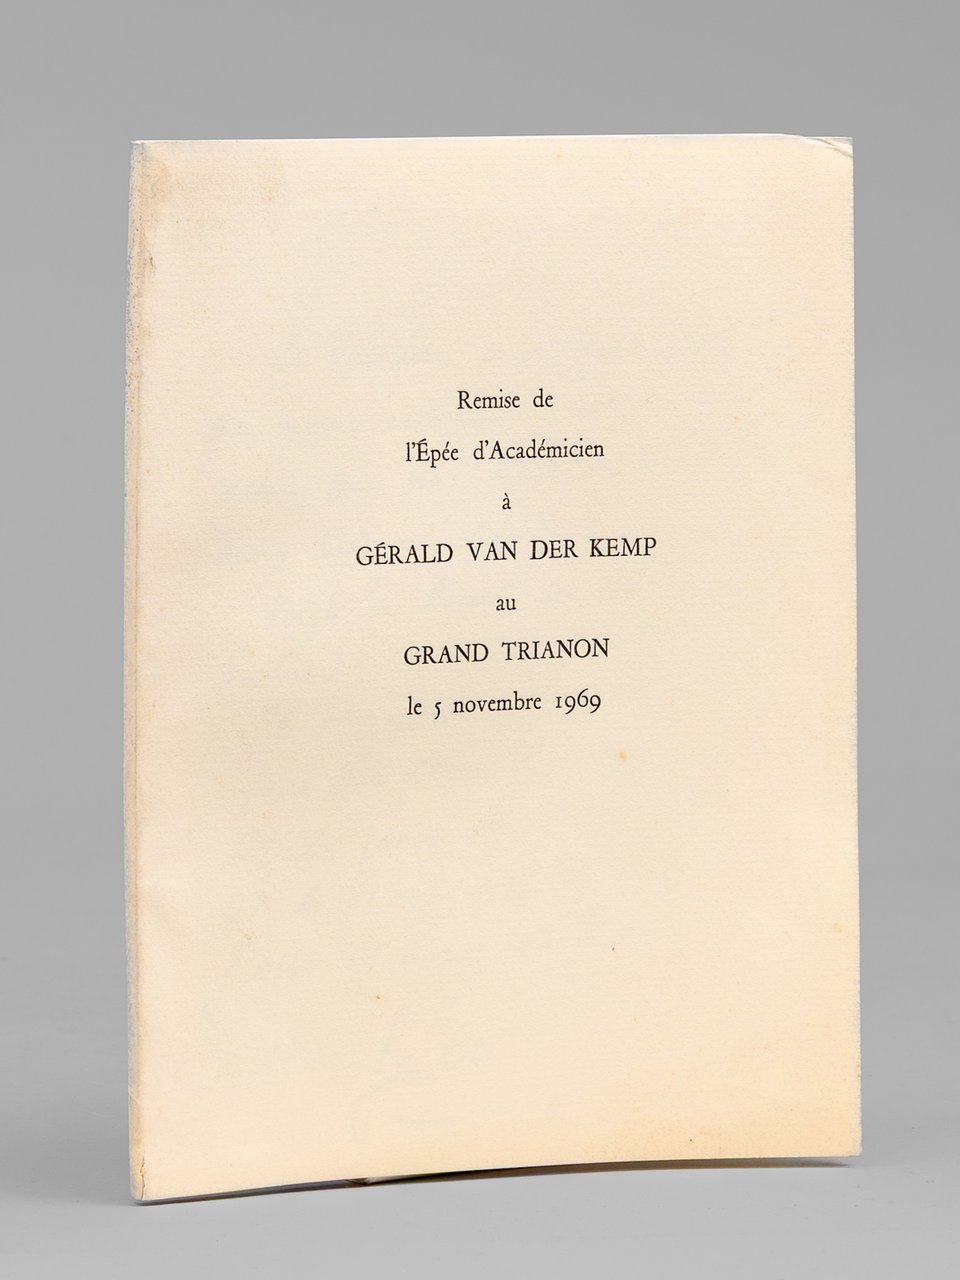 Remise de
l'Épée d'Académicien
à
GÉRALD VAN DER KEMP
au
GRAND TRIANON
le 5 novembre 1969